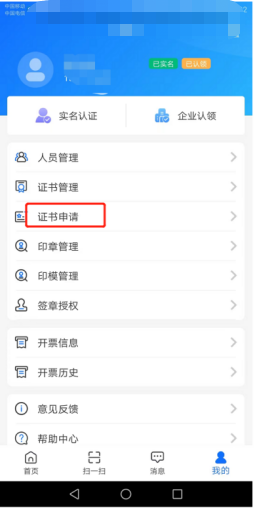 中国移动
中国电信
已实名 已认领
实名认证 企业认领
人员管理
证书管理
证书申请
印章管理
印模管理
签章授权
开票信息
开票历史
意见反馈
帮助中心
首页 扫一扫 消息 我的